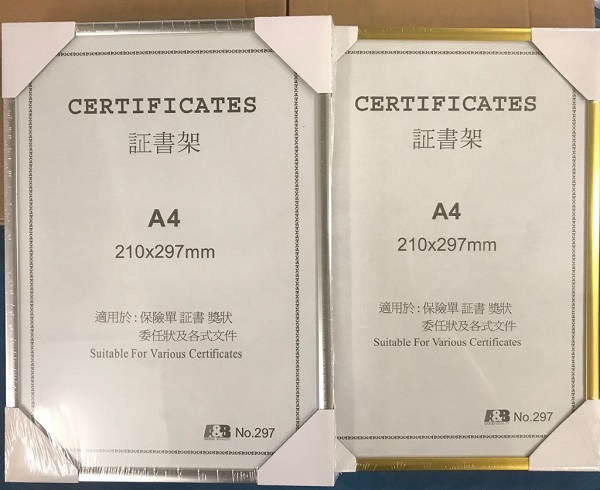 CERTIFICATES
証書架
A4
210x297mm
適用於：保險單 証書 獎狀
委任狀及各式文件
Suitable For Various Certificates
A&B No.297
CERTIFICATES
証書架
A4
210x297mm
適用於：保險單 証書 獎狀
委任狀及各式文件
Suitable For Various Certificates
A&B No.297